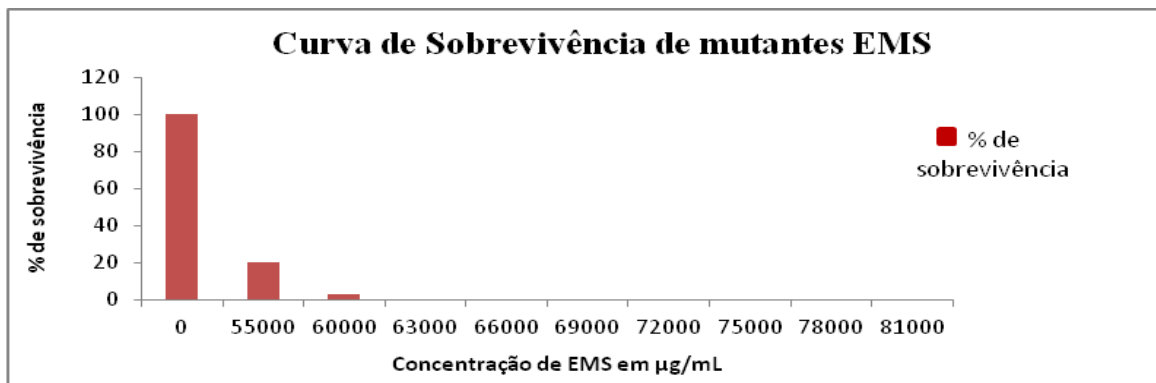 Curva de Sobrevivência de mutantes EMS
% de sobrevivência
120
100
80
60
40
20
0
0 55000 60000 63000 66000 69000 72000 75000 78000 81000
Concentração de EMS em µg/mL
% de
sobrevivência